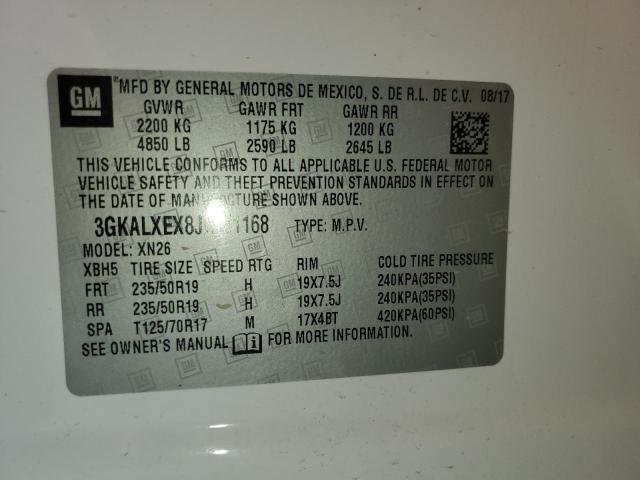 GM
®MFD BY GENERAL MOTORS DE MEXICO, S. DE R.L. DE C.V. 08/17
GVWR GAWR FRT GAWR RR
2200 KG 1175 KG 1200 KG
4850 LB 2590 LB 2645 LB
THIS VEHICLE CONFORMS TO ALL APPLICABLE U.S. FEDERAL MOTOR
VEHICLE SAFETY AND THEFT PREVENTION STANDARDS IN EFFECT ON
THE DATE OF MANUFACTURE SHOWN ABOVE.
TYPE: M.P.V.
MODEL: XN26
XBH5 TIRE SIZE SPEED RTG RIM COLD TIRE PRESSURE
FRT 235/50R19 H 19X7.5J 240KPA(35PSI)
RR 235/50R19 H 19X7.5J 240KPA(35PSI)
SPA T125/70R17 M 17X4BT 420KPA(60PSI)
SEE OWNER'S MANUAL FOR MORE INFORMATION.